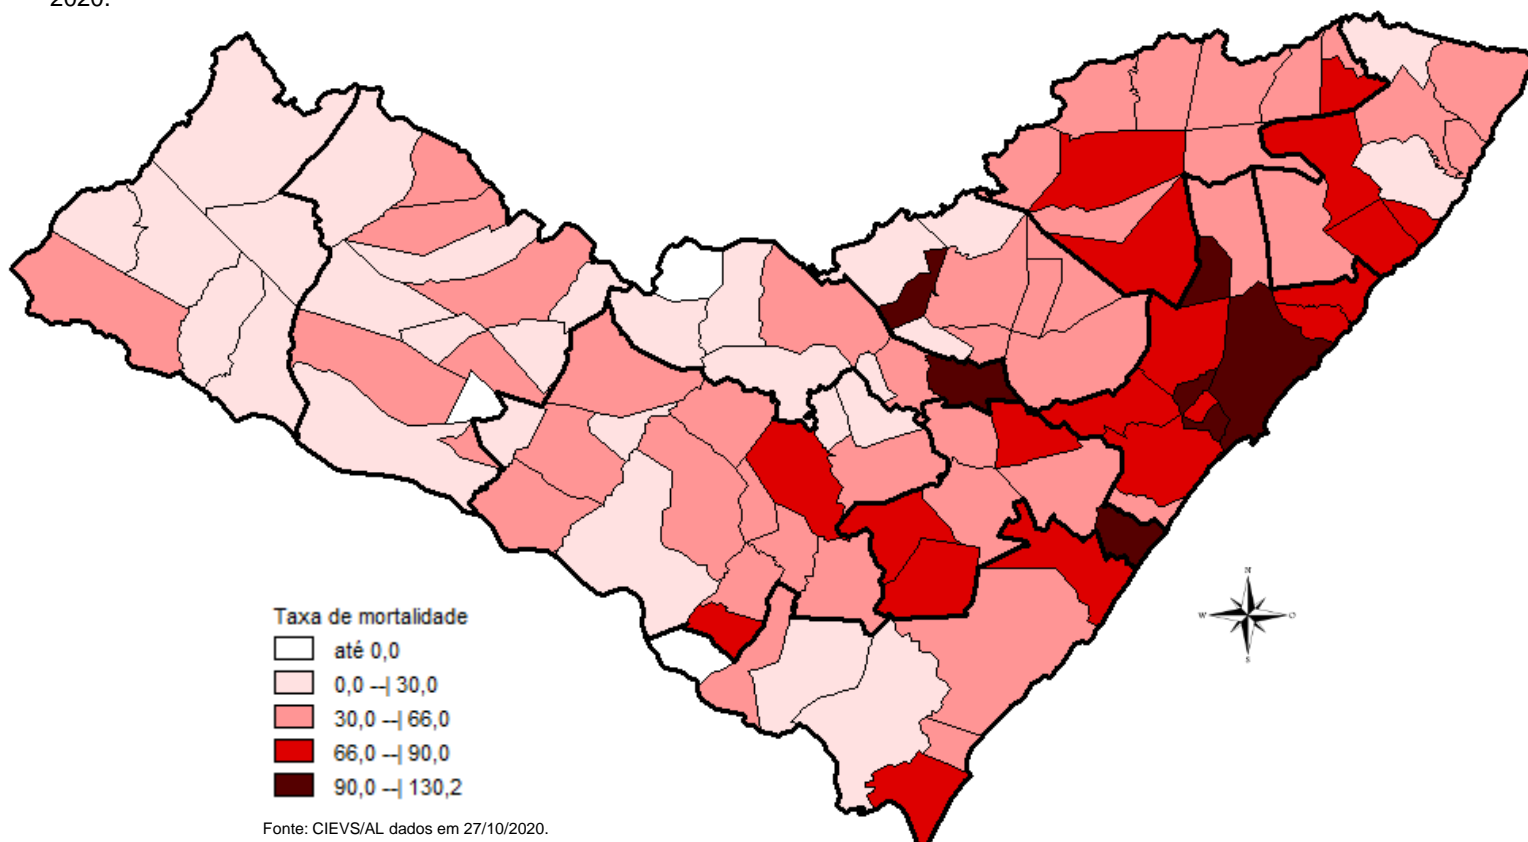 2020.
N
W
O
S
Taxa de mortalidade
até 0,0
0,0 --| 30,0
30,0 --| 66,0
66,0 --| 90,0
90,0 --| 130,2
Fonte: CIEVS/AL dados em 27/10/2020.